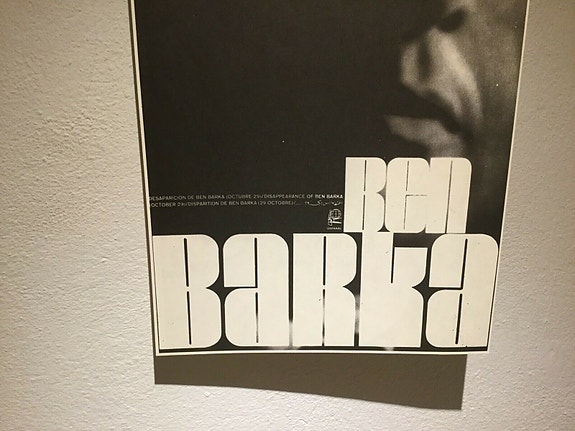 DESAPARICION DE BEN BARKA (OCTUBRE 29)/DISAPPEARANCE OF BEN BARKA
(OCTOBER 29)/DISPARITION DE BEN BARKA (29 OCTOBRE)/
Ben
OSPAAAL
Barka